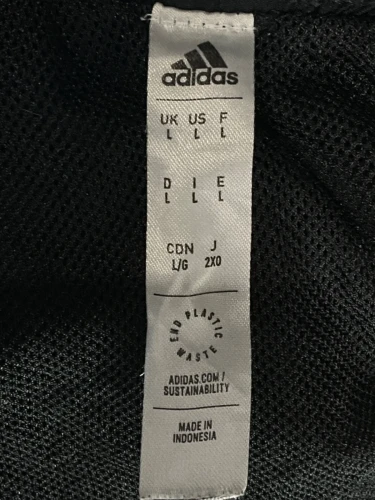 adidas
UK US F
L L L
D I E
L L L
CDN J
L/G 2XO
END PLASTIC WASTE
ADIDAS.COM/
SUSTAINABILITY
MADE IN
INDONESIA